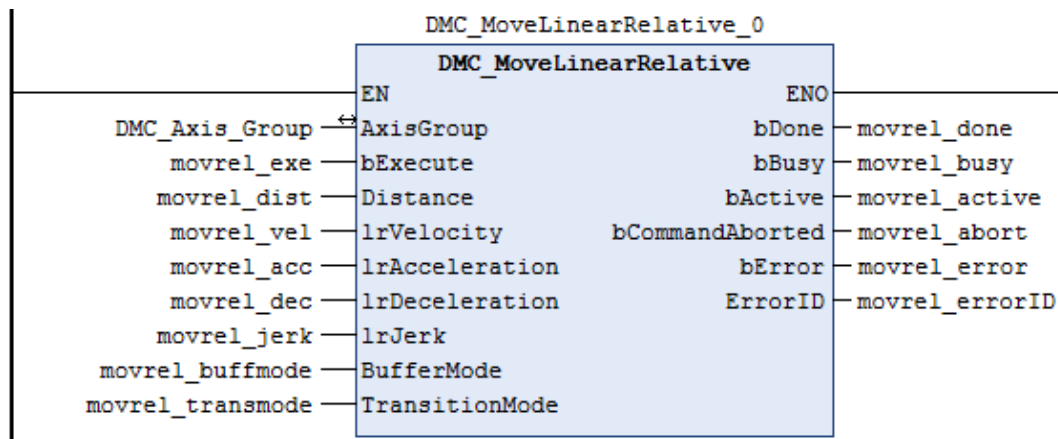 DMC_MoveLinearRelative_0
DMC_MoveLinearRelative
EN ENO
DMC_Axis_Group AxisGroup bDone movrel_done
movrel_exe bExecute bBusy movrel_busy
movrel_dist Distance bActive movrel_active
movrel_vel lrVelocity bCommandAborted movrel_abort
movrel_acc lrAcceleration bError movrel_error
movrel_dec lrDeceleration ErrorID movrel_errorID
movrel_jerk lrJerk
movrel_buffmode BufferMode
movrel_transmode TransitionMode